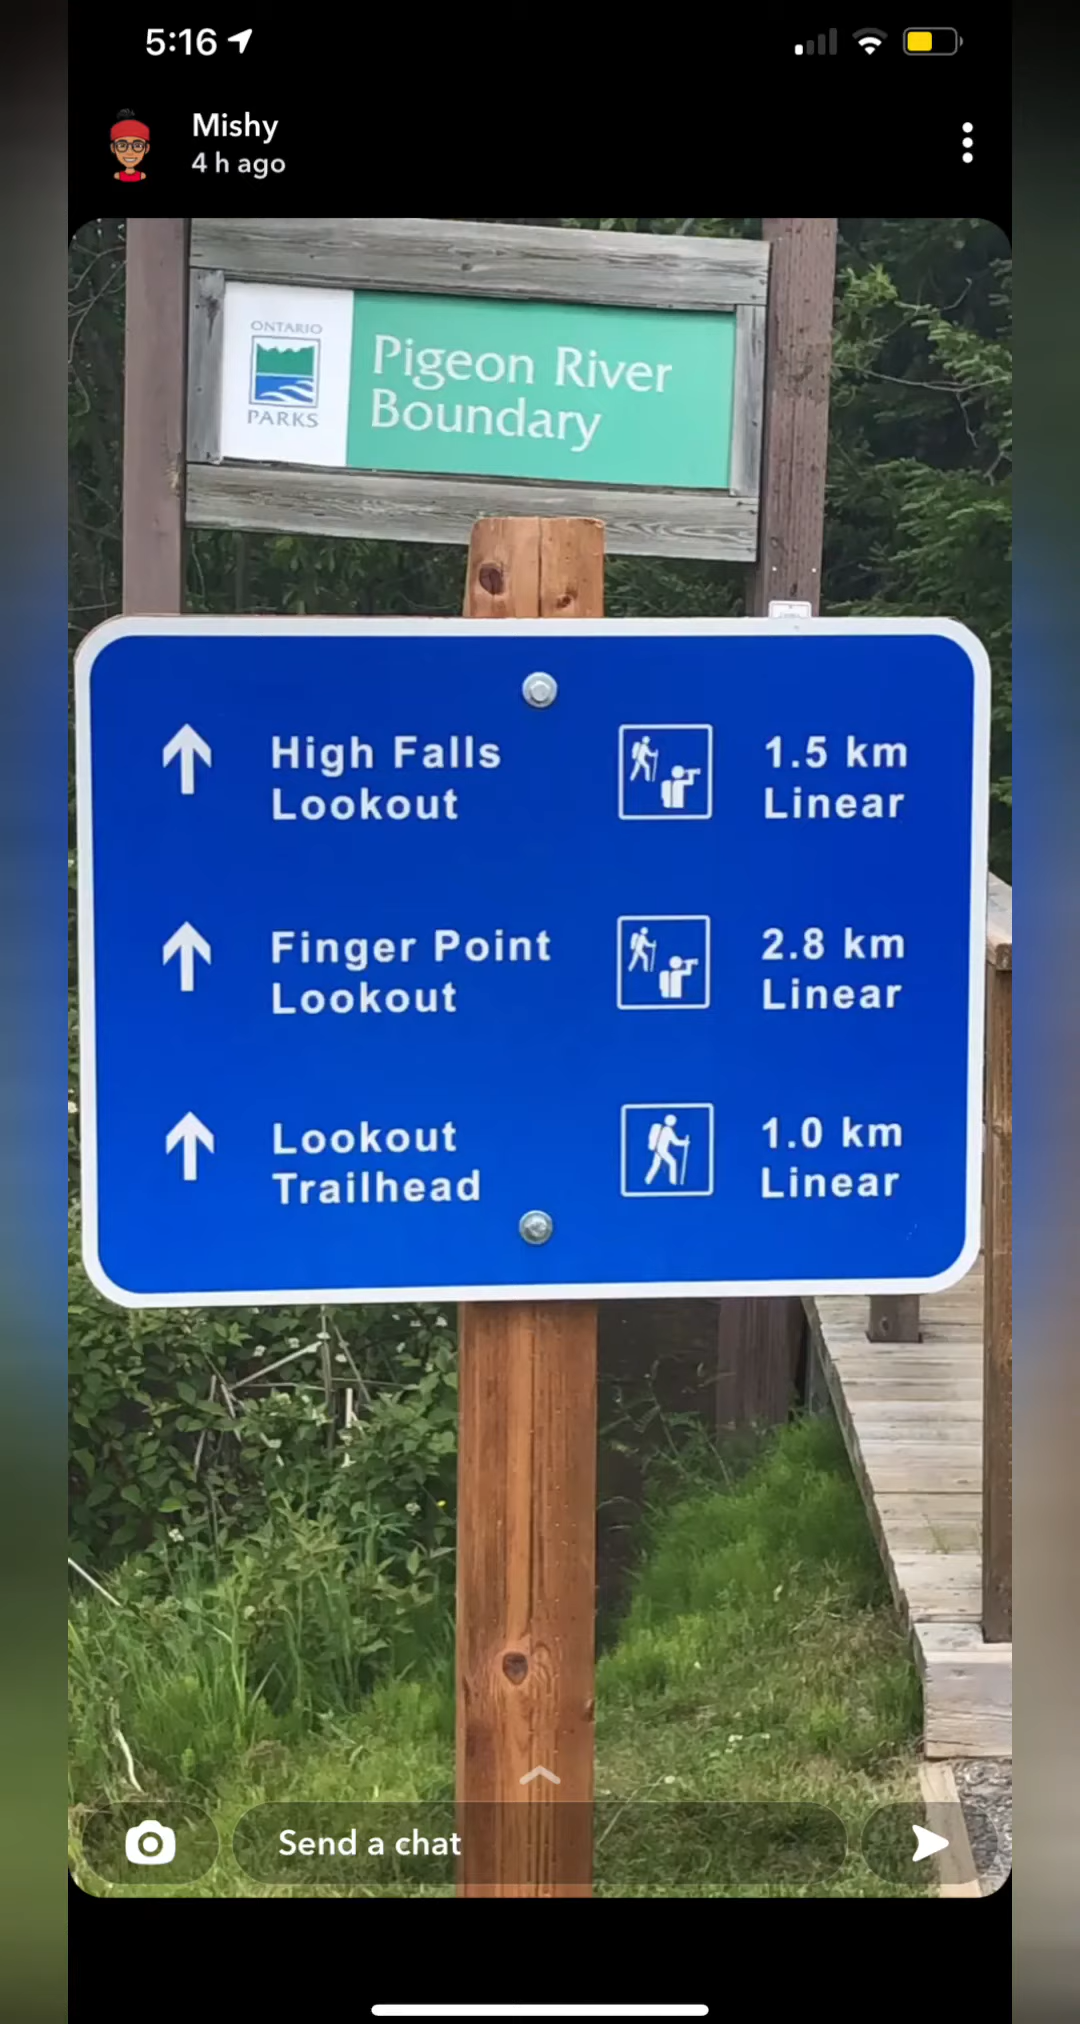 5:16
Mishy
4 h ago
ONTARIO
PARKS
Pigeon River
Boundary
High Falls
Lookout
1.5 km
Linear
Finger Point
Lookout
2.8 km
Linear
Lookout
Trailhead
1.0 km
Linear
Send a chat